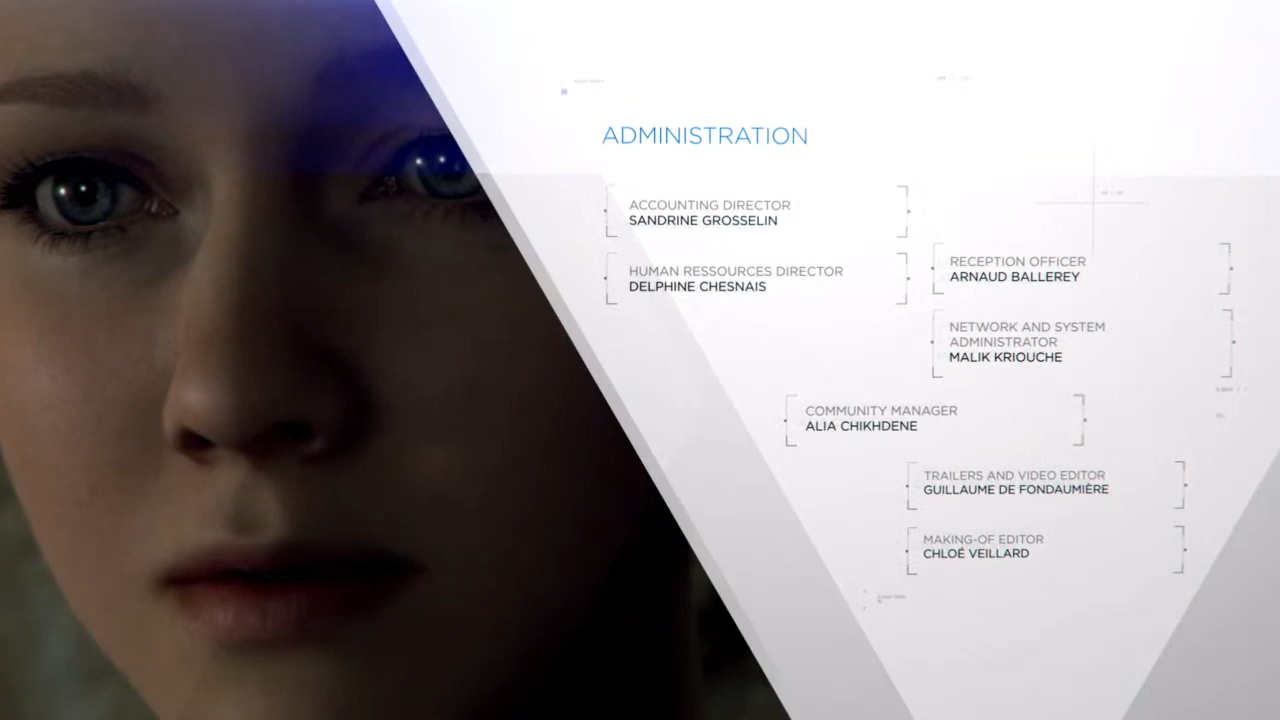 ADMINISTRATION
ACCOUNTING DIRECTOR
SANDRINE GROSSELIN
HUMAN RESSOURCES DIRECTOR
DELPHINE CHESNAIS
RECEPTION OFFICER
ARNAUD BALLEREY
NETWORK AND SYSTEM
ADMINISTRATOR
MALIK KRIOUCHE
COMMUNITY MANAGER
ALIA CHIKHDENE
TRAILERS AND VIDEO EDITOR
GUILLAUME DE FONDAUMIÈRE
MAKING-OF EDITOR
CHLOÉ VEILLARD